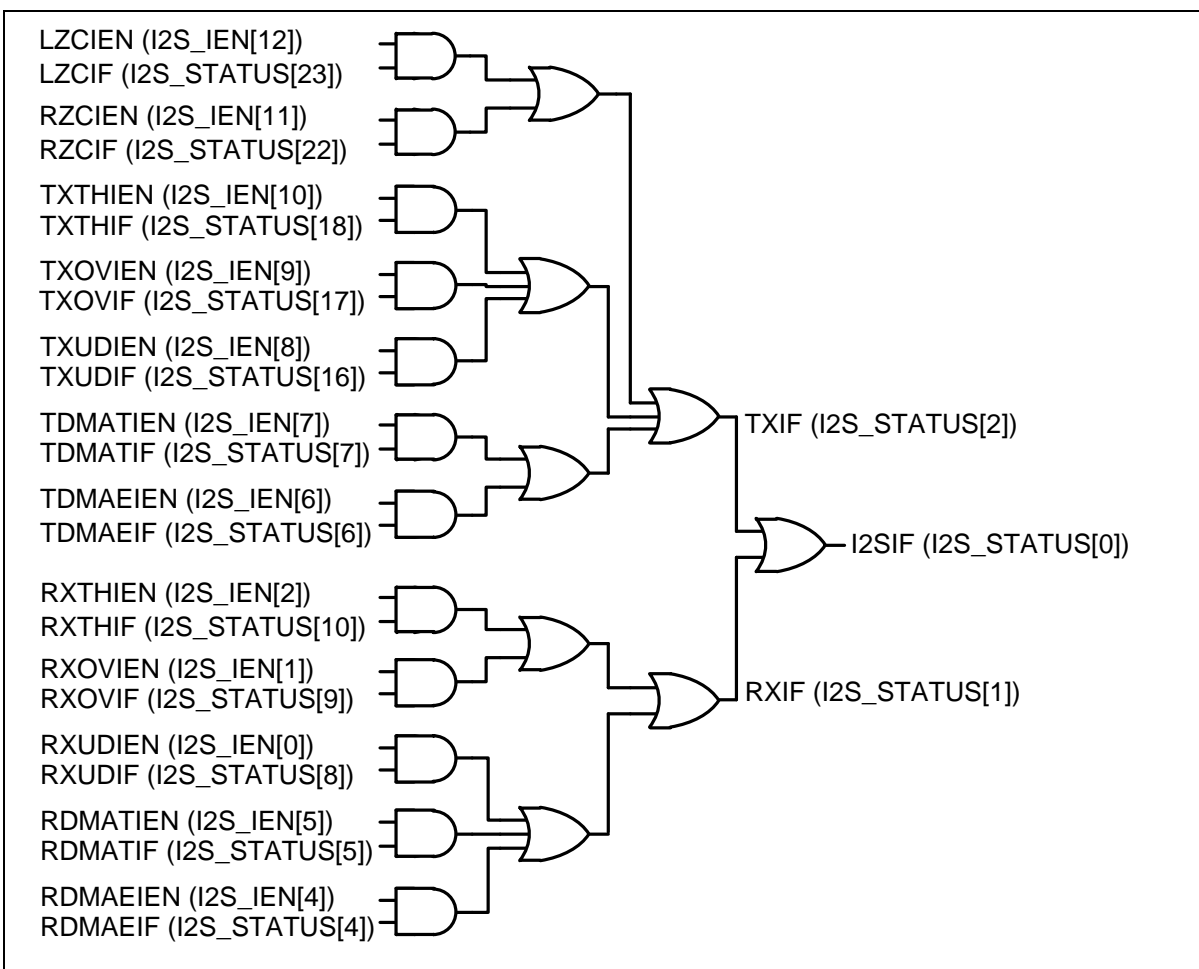 LZCIEN (I2S_IEN[12])
LZCIF (I2S_STATUS[23])
RZCIEN (I2S_IEN[11])
RZCIF (I2S_STATUS[22])
TXTHIEN (I2S_IEN[10])
TXTHIF (I2S_STATUS[18])
TXOVIEN (I2S_IEN[9])
TXOVIF (I2S_STATUS[17])
TXUDIEN (I2S_IEN[8])
TXUDIF (I2S_STATUS[16])
TDMATIEN (I2S_IEN[7])
TDMATIF (I2S_STATUS[7])
TDMAEIEN (I2S_IEN[6])
TDMAEIF (I2S_STATUS[6])
RXTHIEN (I2S_IEN[2])
RXTHIF (I2S_STATUS[10])
RXOVIEN (I2S_IEN[1])
RXOVIF (I2S_STATUS[9])
RXUDIEN (I2S_IEN[0])
RXUDIF (I2S_STATUS[8])
RDMATIEN (I2S_IEN[5])
RDMATIF (I2S_STATUS[5])
RDMAEIEN (I2S_IEN[4])
RDMAEIF (I2S_STATUS[4])
TXIF (I2S_STATUS[2])
RXIF (I2S_STATUS[1])
I2SIF (I2S_STATUS[0])